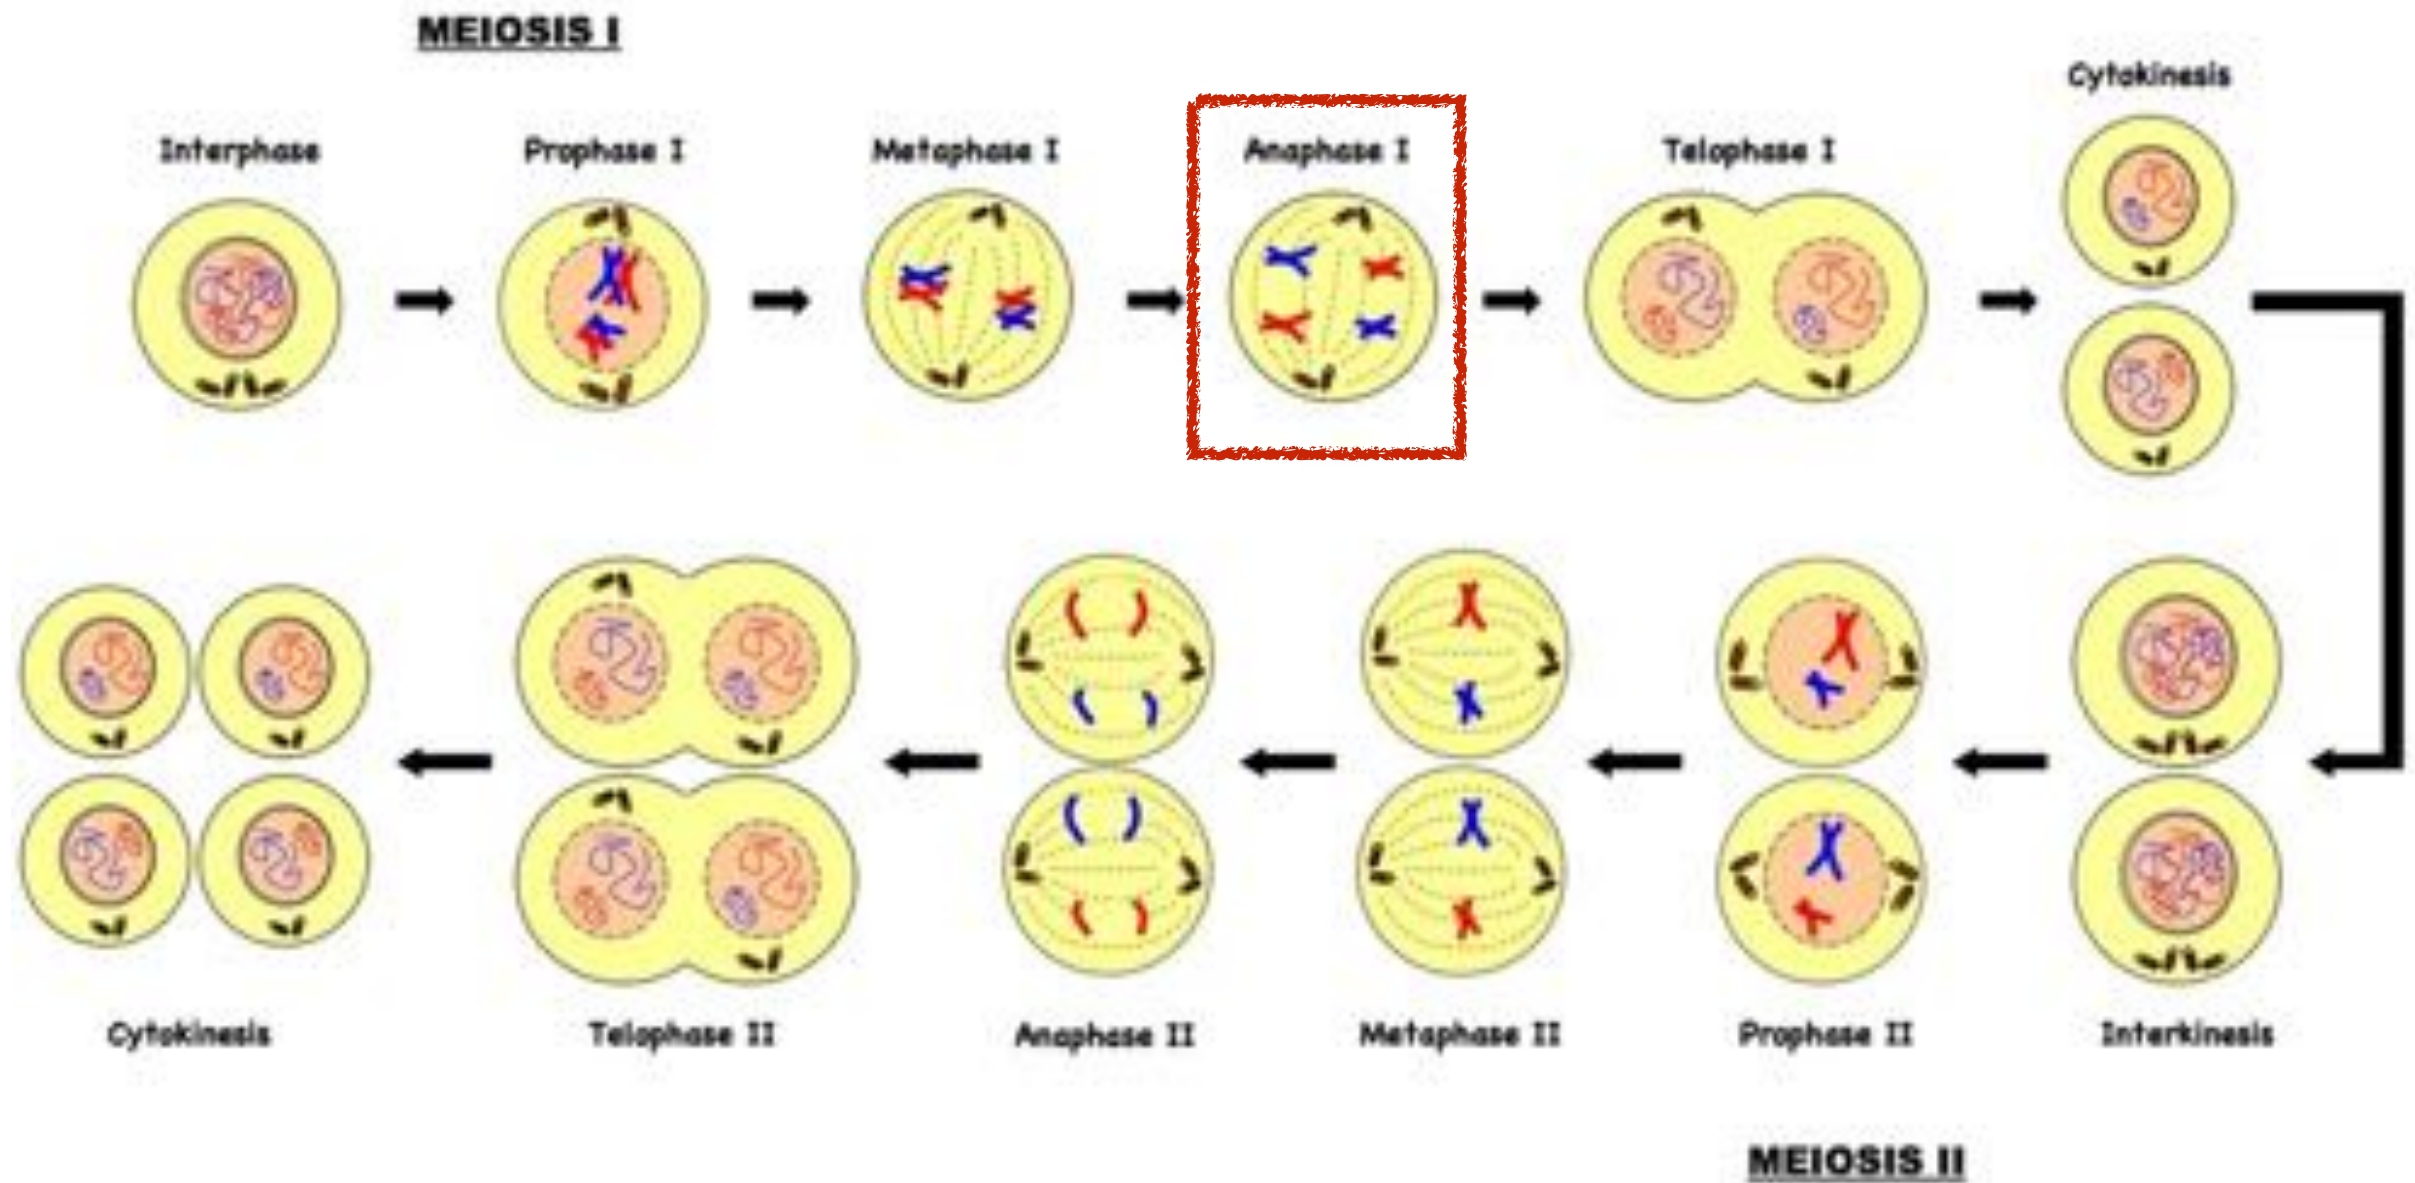 MEIOSIS I
Interphase
Prophase I
Metaphase I
Anaphase I
Telophase I
Cytokinesis
Cytokinesis
Telophase II
Anaphase II
Metaphase II
Prophase II
Interkinesis
MEIOSIS II